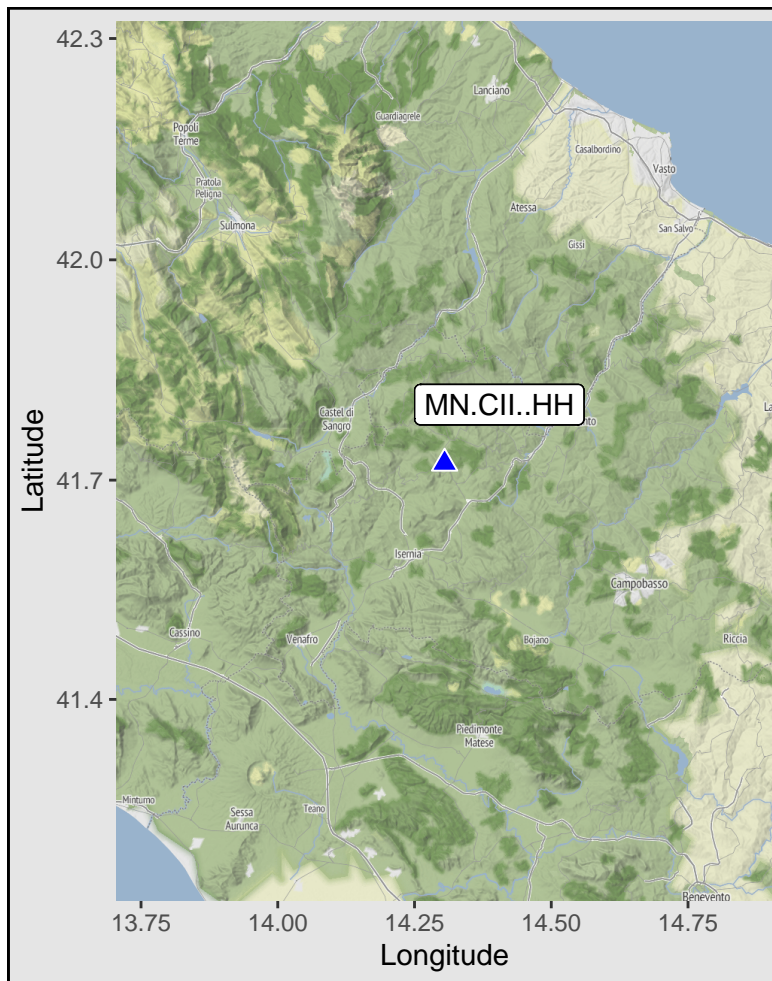 42.3
Lanciano
Guardiagrele
Popoli
Terme
Casalbordino
Vasto
Pratola
Peligna
Atessa
Sulmona
San Salvo
Gissi
42.0
MN.CII..HH
Castel di
Sangro
Latitude
41.7
Isernia
Campobasso
Cassino
Venafro
Bojano
Riccia
41.4
Piedimonte
Matese
Minturno
Sessa
Aurunca
Teano
Benevento
13.75
14.00
14.25
14.50
14.75
Longitude